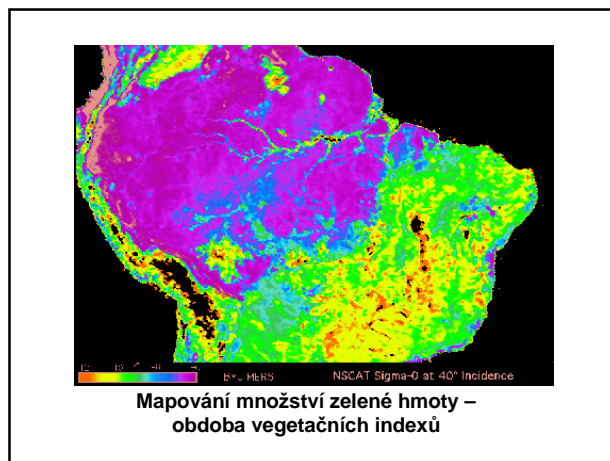 BYU MERS NSCAT Sigma-0 at 40° Incidence
Mapování množství zelené hmoty –
obdoba vegetačních indexů